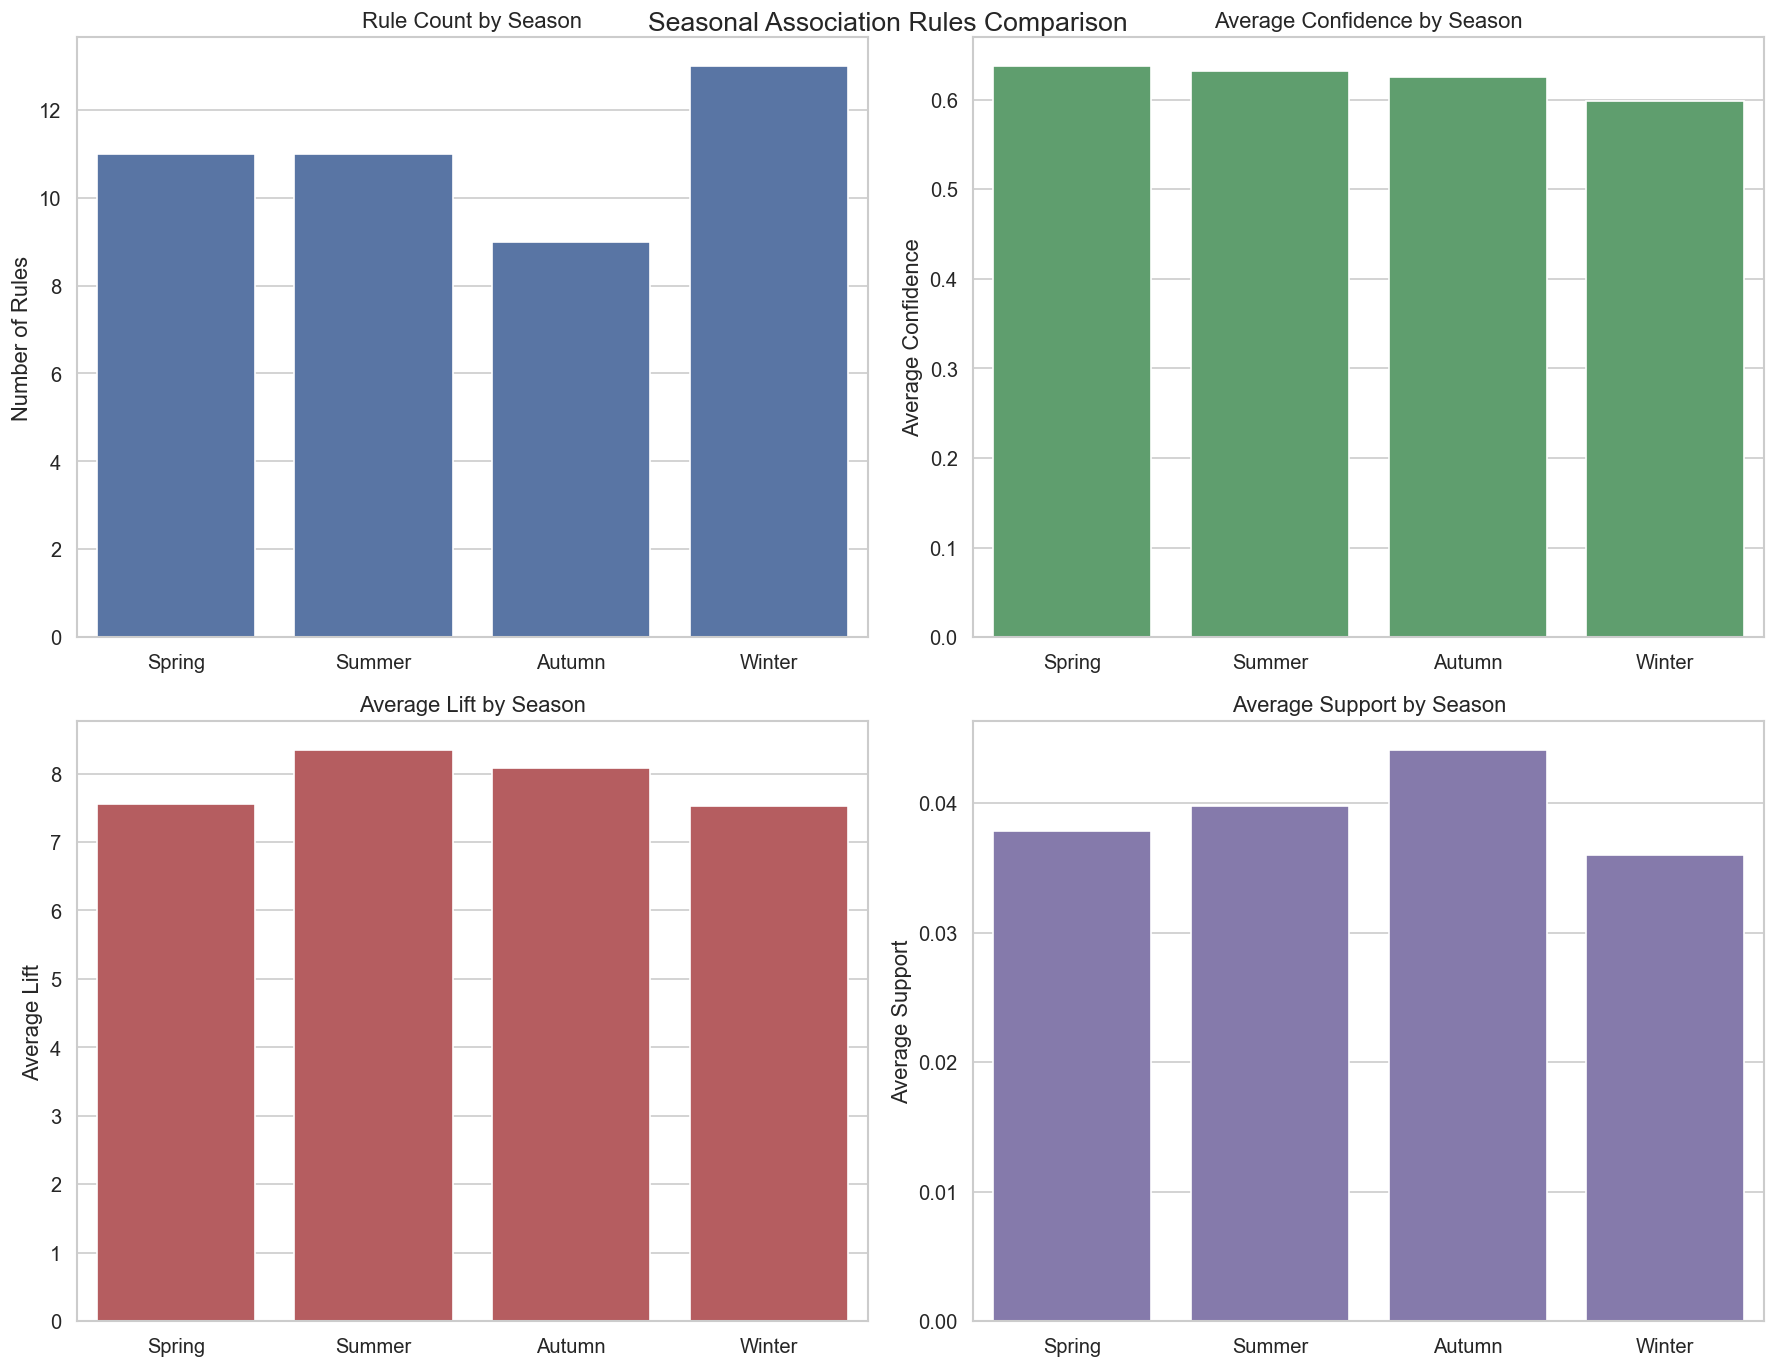 Seasonal Association Rules Comparison
Rule Count by Season
Number of Rules
12
10
8
6
4
2
0
Spring Summer Autumn Winter
Average Confidence by Season
Average Confidence
0.6
0.5
0.4
0.3
0.2
0.1
0.0
Spring Summer Autumn Winter
Average Lift by Season
Average Lift
8
7
6
5
4
3
2
1
0
Spring Summer Autumn Winter
Average Support by Season
Average Support
0.04
0.03
0.02
0.01
0.00
Spring Summer Autumn Winter